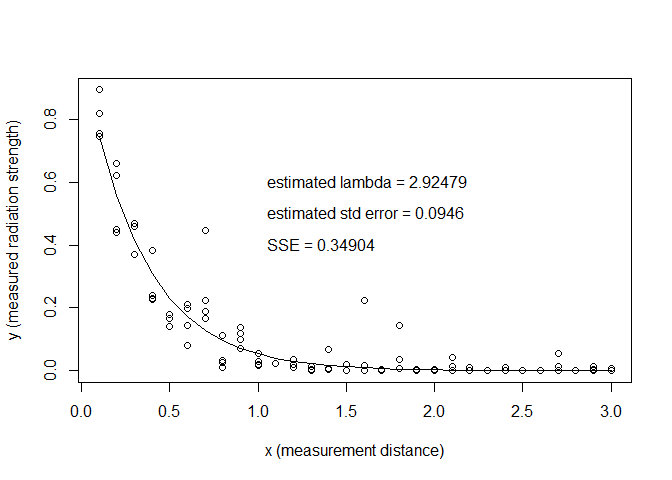 estimated lambda = 2.92479
estimated std error = 0.0946
SSE = 0.34904
y (measured radiation strength)
0.8
0.6
0.4
0.2
0.0
0.0 0.5 1.0 1.5 2.0 2.5 3.0
x (measurement distance)